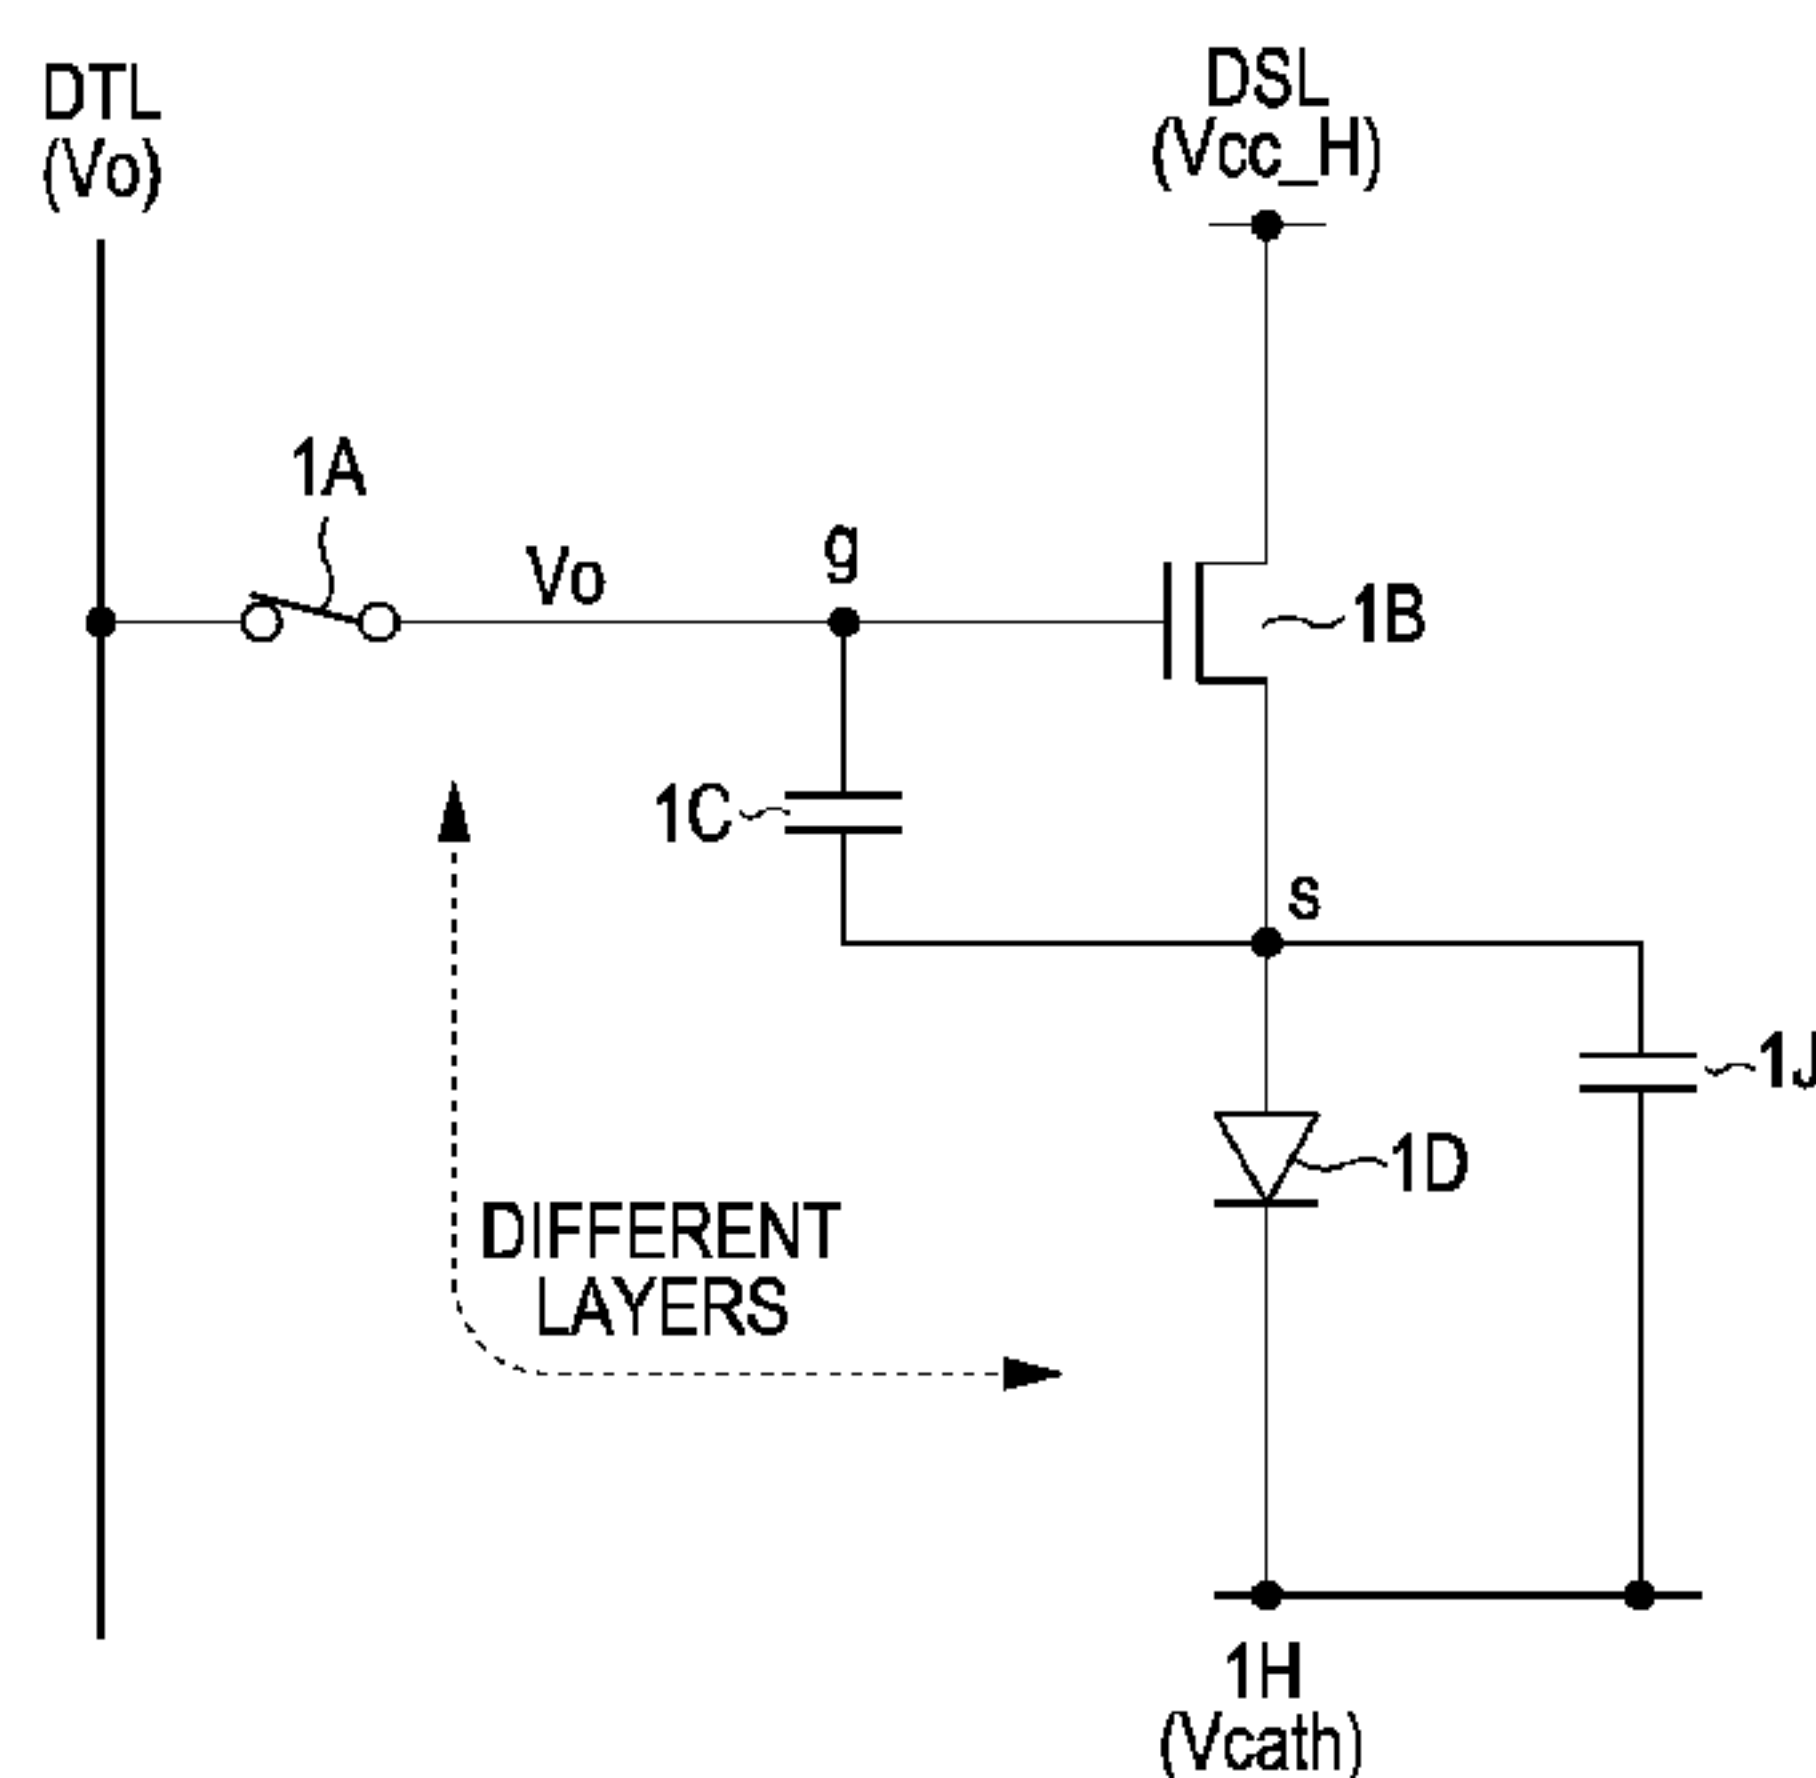 DTL
(Vo)
DSL
(Vcc_H)
1A
Vo
g
1B
1C
s
1J
1D
DIFFERENT
LAYERS
1H
(Vcath)